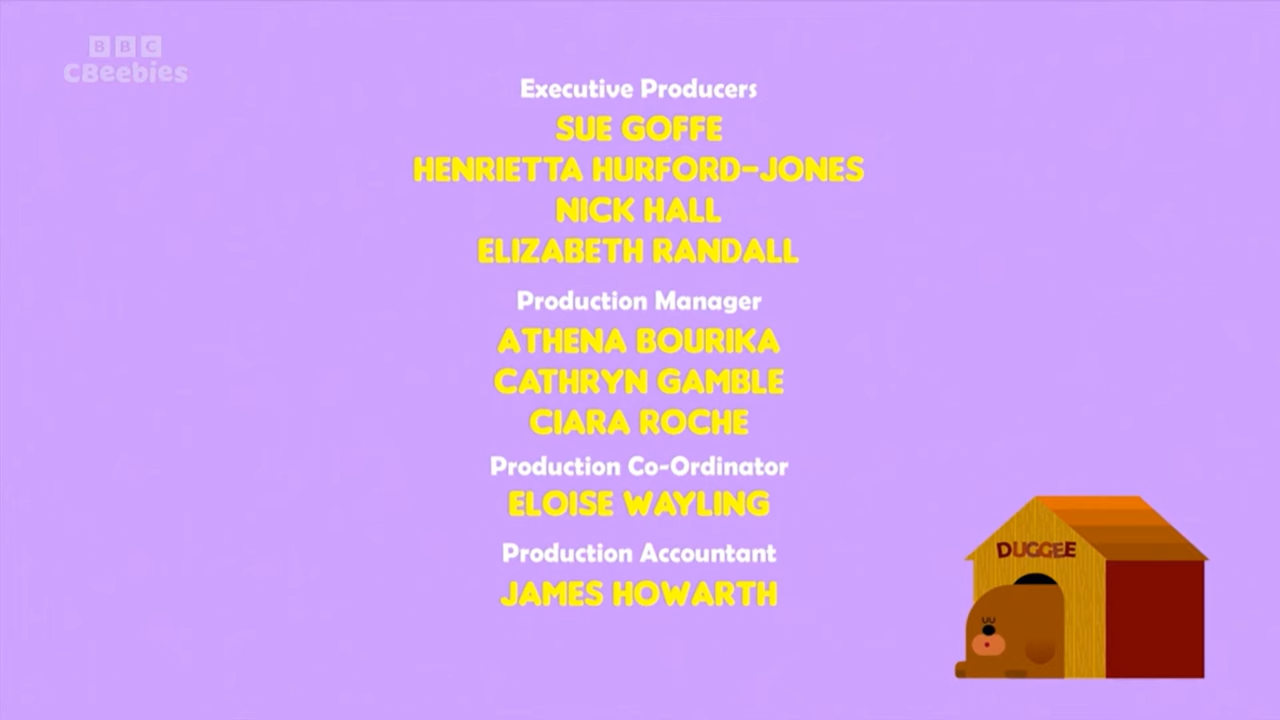 BBC
CBeebies
Executive Producers
SUE GOFFE
HENRIETTA HURFORD-JONES
NICK HALL
ELIZABETH RANDALL
Production Manager
ATHENA BOURIKA
CATHRYN GAMBLE
CIARA ROCHE
Production Co-Ordinator
ELOISE WAYLING
Production Accountant
JAMES HOWARTH
DUGGEE